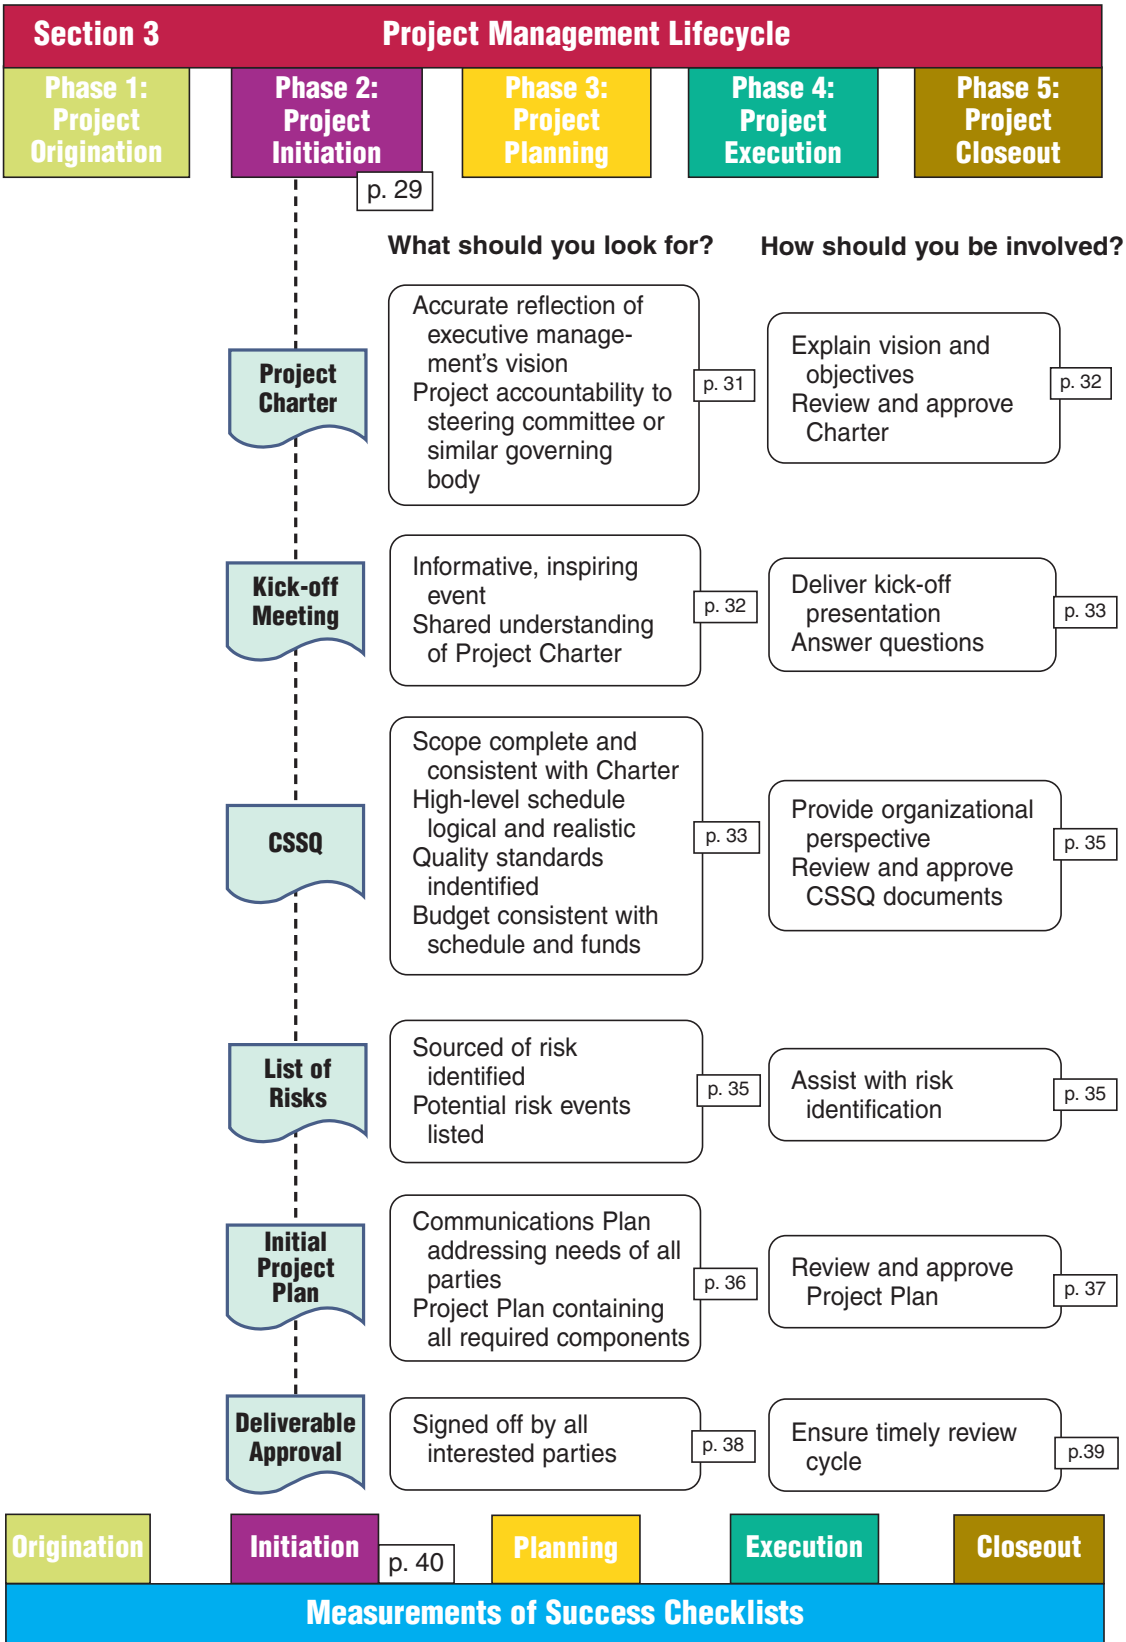 Section 3
Project Management Lifecycle
Phase 1:
Project
Origination
Phase 2:
Project
Initiation
p. 29
Phase 3:
Project
Planning
Phase 4:
Project
Execution
Phase 5:
Project
Closeout
What should you look for?
How should you be involved?
Project
Charter
Accurate reflection of
executive manage-
ment's vision
Project accountability to
steering committee or
similar governing
body
p. 31
Explain vision and
objectives
Review and approve
Charter
p. 32
Kick-off
Meeting
Informative, inspiring
event
Shared understanding
of Project Charter
p. 32
Deliver kick-off
presentation
Answer questions
p. 33
CSSQ
Scope complete and
consistent with Charter
High-level schedule
logical and realistic
Quality standards
indentified
Budget consistent with
schedule and funds
p. 33
Provide organizational
perspective
Review and approve
CSSQ documents
p. 35
List of
Risks
Sourced of risk
identified
Potential risk events
listed
p. 35
Assist with risk
identification
p. 35
Initial
Project
Plan
Communications Plan
addressing needs of all
parties
Project Plan containing
all required components
p. 36
Review and approve
Project Plan
p. 37
Deliverable
Approval
Signed off by all
interested parties
p. 38
Ensure timely review
cycle
p.39
Origination
Initiation
p. 40
Planning
Execution
Closeout
Measurements of Success Checklists